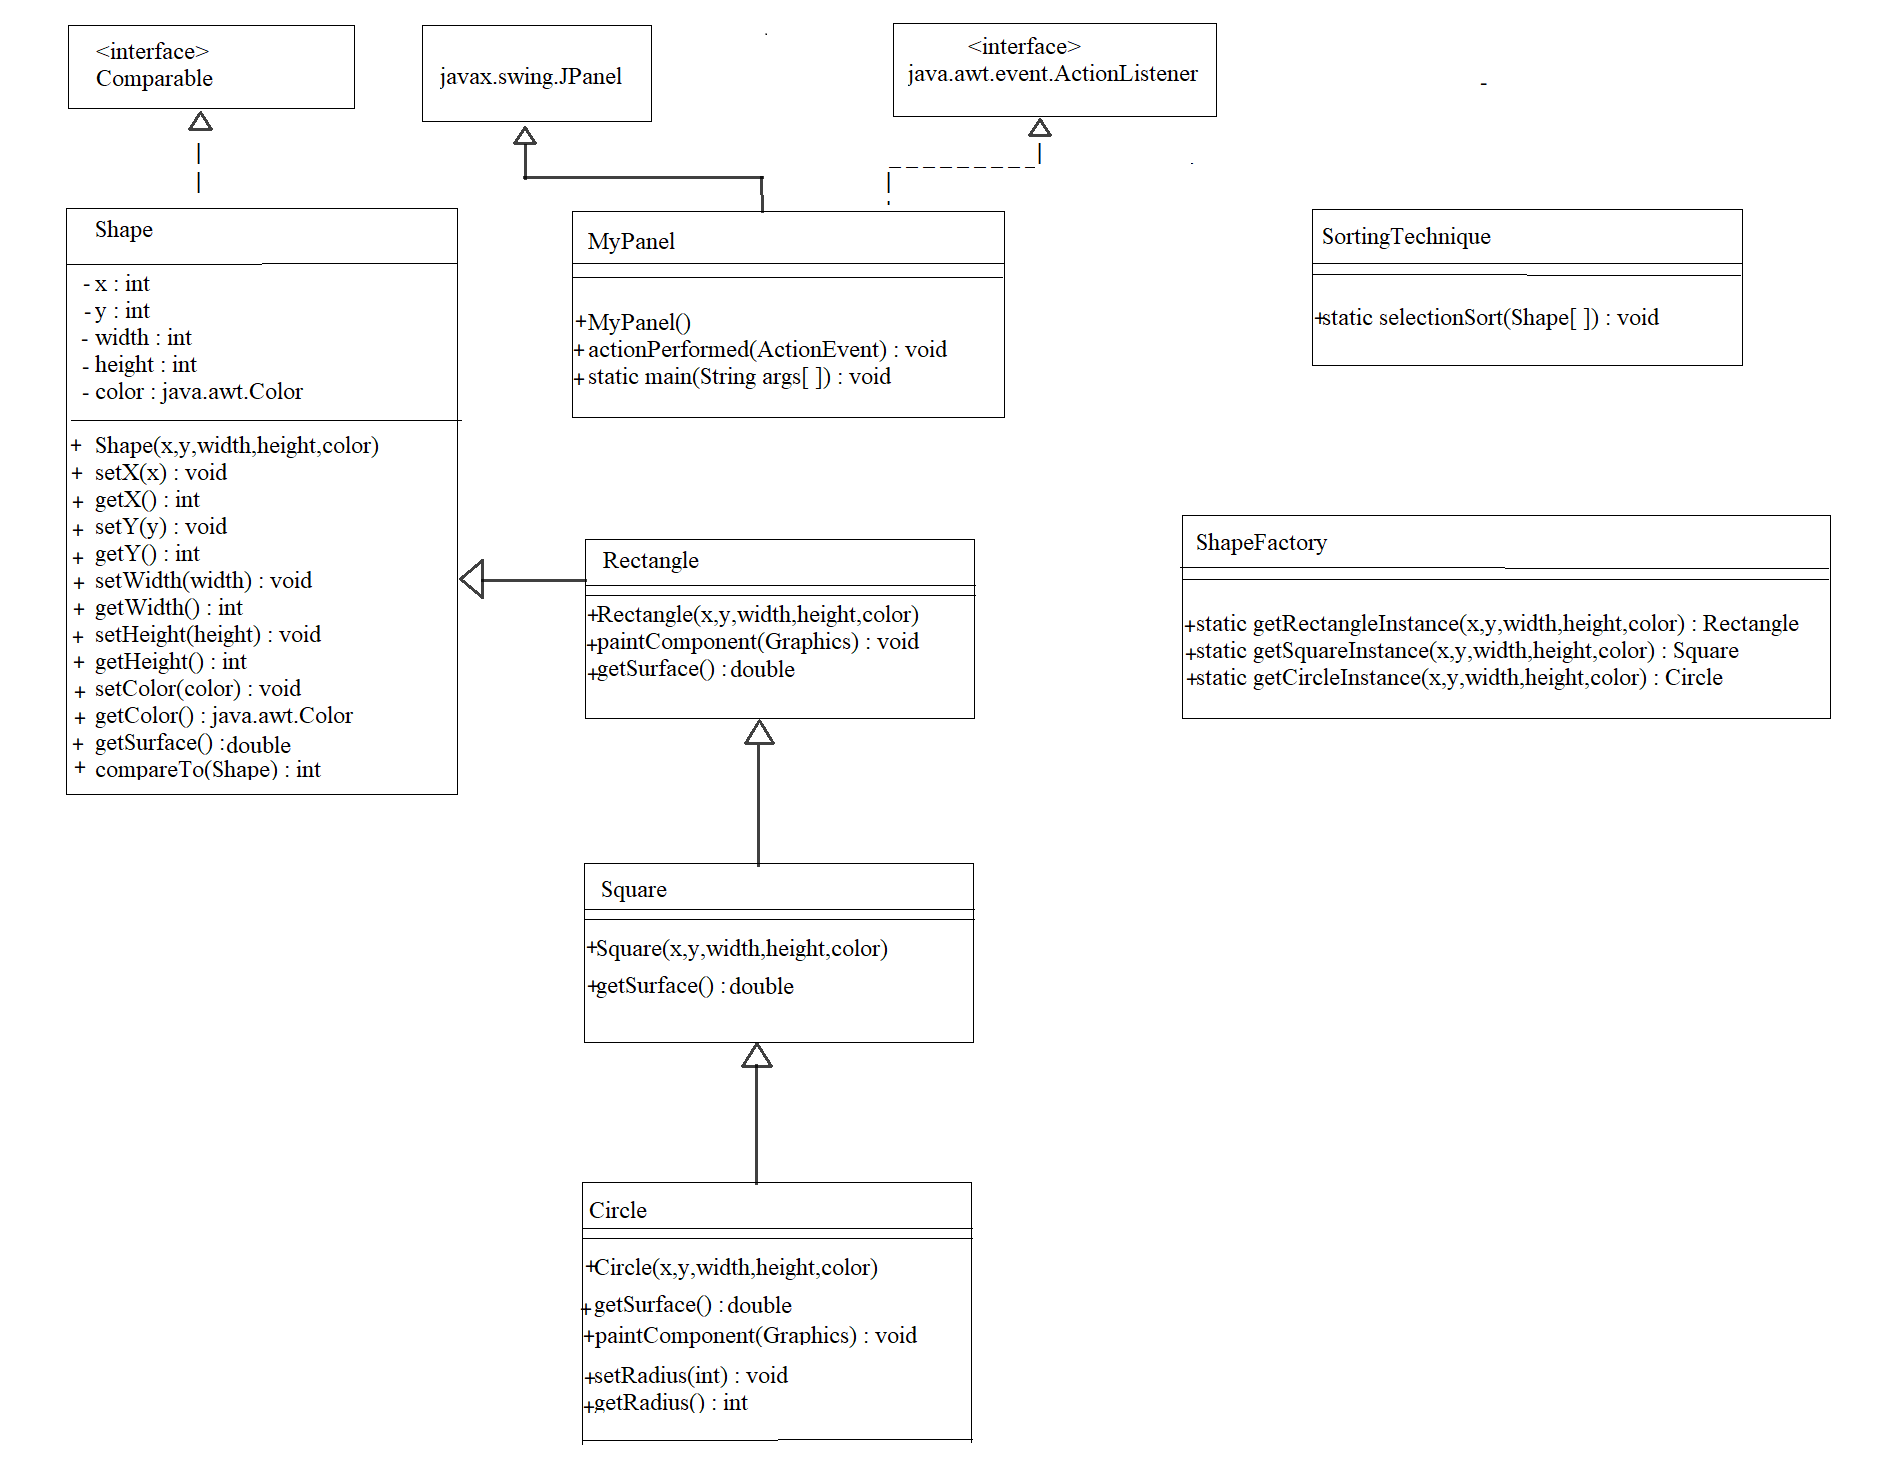 <interface>
Comparable
javax.swing.JPanel
<interface>
java.awt.event.ActionListener
Shape
- x : int
- y : int
- width : int
- height : int
- color : java.awt.Color
+ Shape(x,y,width,height,color)
+ setX(x) : void
+ getX() : int
+ setY(y) : void
+ getY() : int
+ setWidth(width) : void
+ getWidth() : int
+ setHeight(height) : void
+ getHeight() : int
+ setColor(color) : void
+ getColor() : java.awt.Color
+ getSurface() : double
+ compareTo(Shape) : int
MyPanel
+MyPanel()
+ actionPerformed(ActionEvent) : void
+ static main(String args[ ]) : void
SortingTechnique
+static selectionSort(Shape[ ]) : void
Rectangle
+Rectangle(x,y,width,height,color)
+paintComponent(Graphics) : void
+getSurface() : double
ShapeFactory
+static getRectangleInstance(x,y,width,height,color) : Rectangle
+static getSquareInstance(x,y,width,height,color) : Square
+static getCircleInstance(x,y,width,height,color) : Circle
Square
+Square(x,y,width,height,color)
+getSurface() : double
Circle
+Circle(x,y,width,height,color)
+getSurface() : double
+paintComponent(Graphics) : void
+setRadius(int) : void
+getRadius() : int